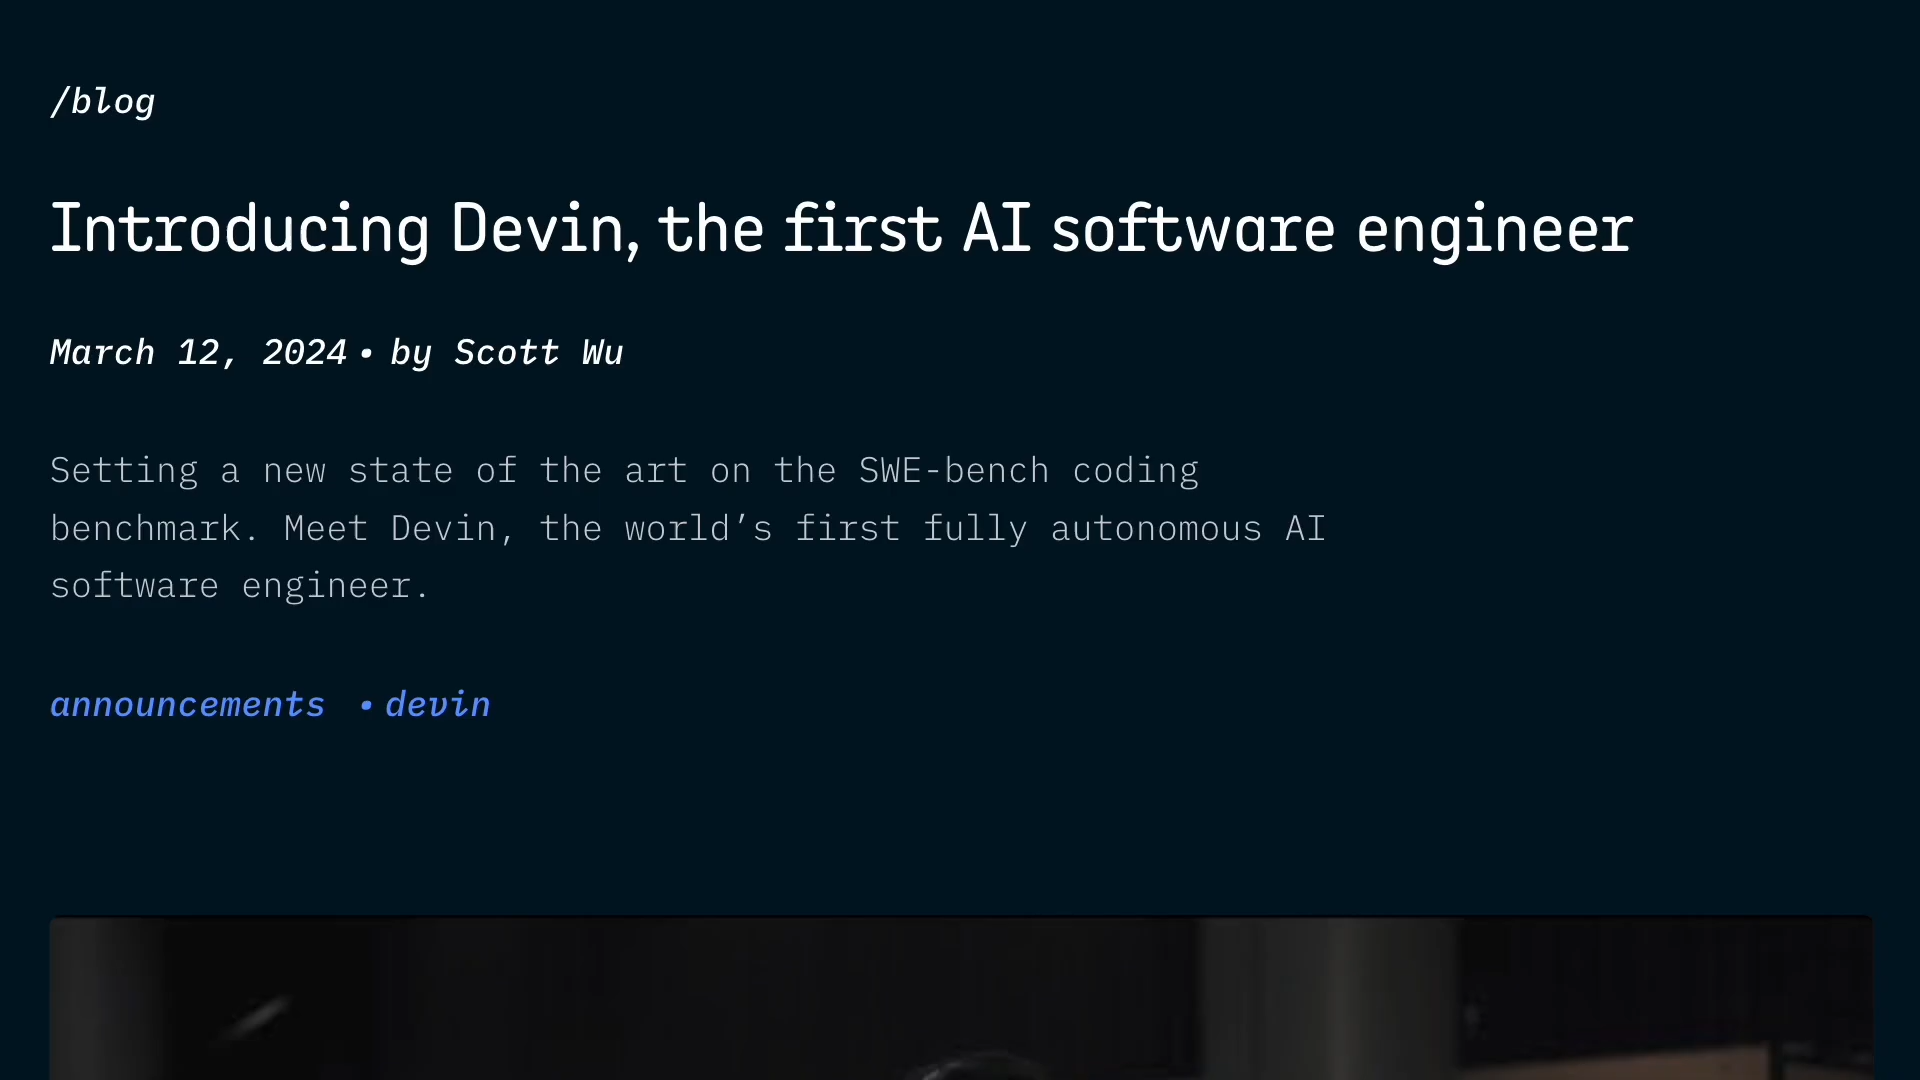 /blog
Introducing Devin, the first AI software engineer
March 12, 2024 • by Scott Wu
Setting a new state of the art on the SWE-bench coding
benchmark. Meet Devin, the world’s first fully autonomous AI
software engineer.
announcements • devin